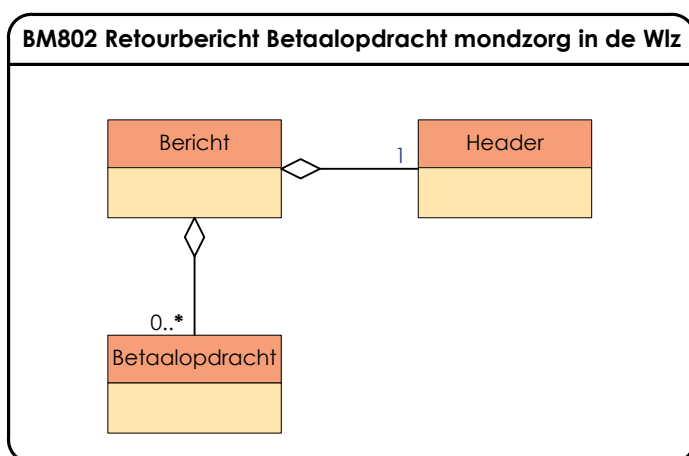 BM802 Retourbericht Betaalopdracht mondzorg in de Wlz
Bericht
Header
1
0..*
Betaalopdracht